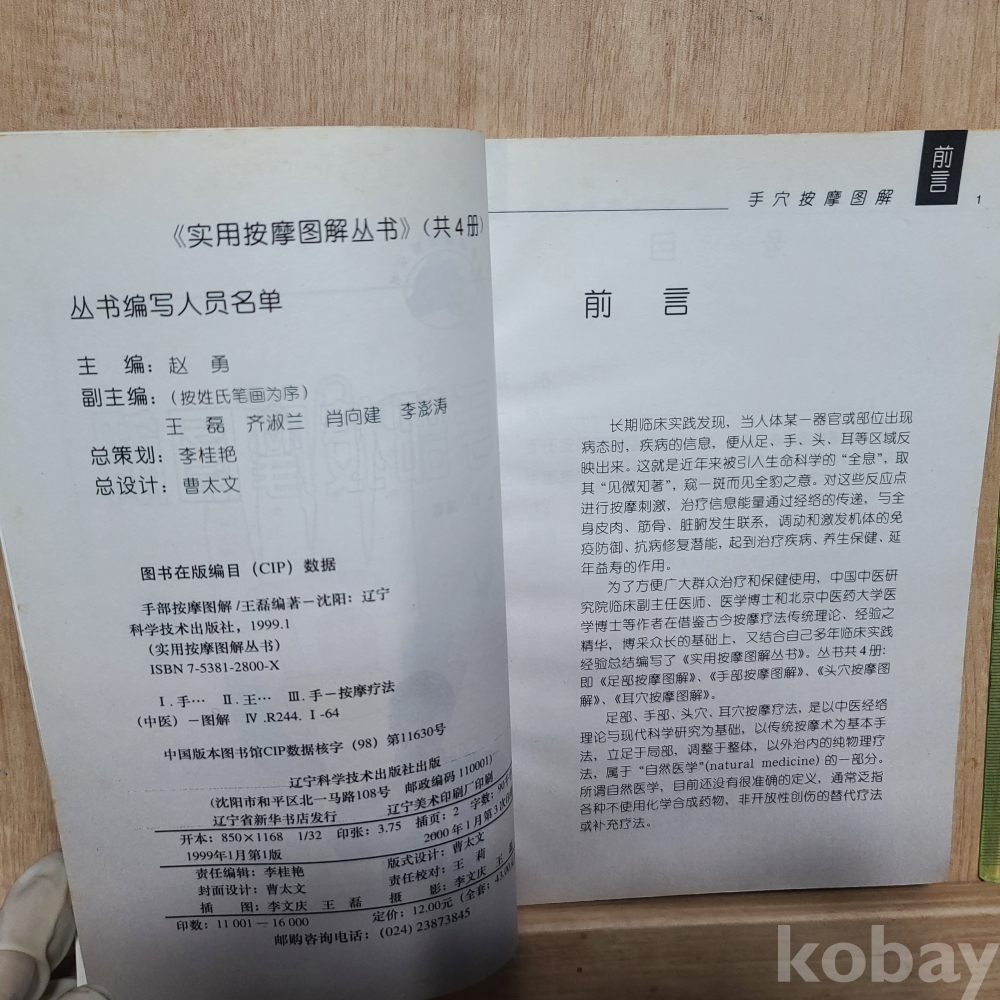 《实用按摩图解丛书》(共4册)
丛书编写人员名单
主　编：赵　勇
副主编：(按姓氏笔画为序)
王　磊　齐淑兰　肖向建　李澎涛
总策划：李桂艳
总设计：曹太文
图书在版编目（CIP）数据
手部按摩图解/王磊编著－沈阳：辽宁
科学技术出版社，1999.1
(实用按摩图解丛书)
ISBN 7-5381-2800-X
Ⅰ.手…　Ⅱ.王…　Ⅲ.手－按摩疗法
(中医)－图解　Ⅳ.R244.1-64
中国版本图书馆CIP数据核字（98）第11630号
辽宁科学技术出版社出版
(沈阳市和平区北一马路108号　邮政编码 110001)
辽宁省新华书店发行　辽宁美术印刷厂印刷
开本：850×1168　1/32　印张：3.75　插页：2　字数：90千
1999年1月第1版　2000年1月第3次
责任编辑：李桂艳　版式设计：曹太文
封面设计：曹太文　责任校对：王　莉
插　图：李文庆　王　磊　摄　影：李文庆　王
印数：11 001－16 000　定价：12.00元（全套：43.00
邮购咨询电话：(024) 23873845
手穴按摩图解　前言　1
前　言
长期临床实践发现，当人体某一器官或部位出现
病态时，疾病的信息，便从足、手、头、耳等区域反
映出来。这就是近年来被引入生命科学的“全息”，取
其“见微知著”，窥一斑而见全豹之意。对这些反应点
进行按摩刺激，治疗信息能量通过经络的传递，与全
身皮肉、筋骨、脏腑发生联系，调动和激发机体的免
疫防御、抗病修复潜能，起到治疗疾病、养生保健、延
年益寿的作用。
为了方便广大群众治疗和保健使用，中国中医研
究院临床副主任医师、医学博士和北京中医药大学医
学博士等作者在借鉴古今按摩疗法传统理论、经验之
精华，博采众长的基础上，又结合自己多年临床实践
经验总结编写了《实用按摩图解丛书》。丛书共4册：
即《足部按摩图解》、《手部按摩图解》、《头穴按摩图
解》、《耳穴按摩图解》。
足部、手部、头穴、耳穴按摩疗法，是以中医经络
理论与现代科学研究为基础，以传统按摩术为基本手
法，立足于局部，调整于整体，以外治内的纯物理疗
法，属于“自然医学”(natural medicine) 的一部分。
所谓自然医学，目前还没有很准确的定义，通常泛指
各种不使用化学合成药物，非开放性创伤的替代疗法
或补充疗法。
kobay